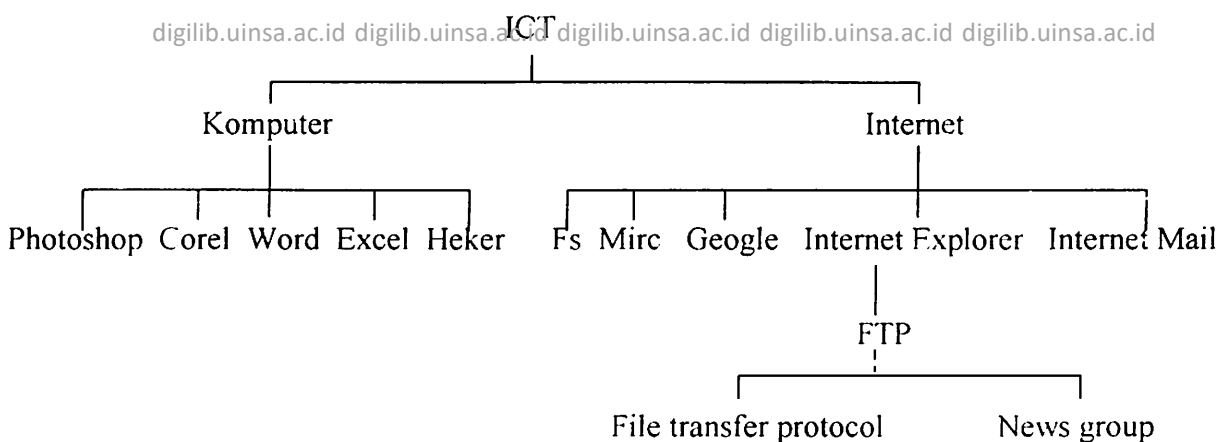 digilib.uinsa.ac.id digilib.uinsa.ac.id digilib.uinsa.ac.id digilib.uinsa.ac.id digilib.uinsa.ac.id
ICT
Komputer Internet
Photoshop Corel Word Excel Heker Fs Mirc Geogle Internet Explorer Internet Mail
FTP
File transfer protocol News group